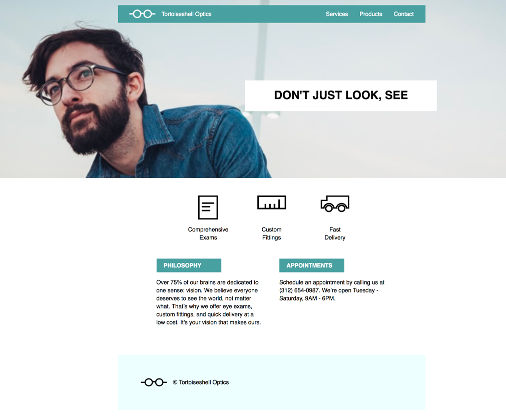 Tortoiseshell Optics Services Products Contact
DON'T JUST LOOK, SEE
Comprehensive
Exams
Custom
Fittings
Fast
Delivery
PHILOSOPHY
Over 75% of our brains are dedicated to
one sense: vision. We believe everyone
deserves to see the world, not matter
what. That's why we offer eye exams,
custom fittings, and quick delivery at a
low cost. It's your vision that makes ours.
APPOINTMENTS
Schedule an appointment by calling us at
(312) 654-0987. We're open Tuesday -
Saturday, 9AM - 6PM.
© Tortoiseshell Optics